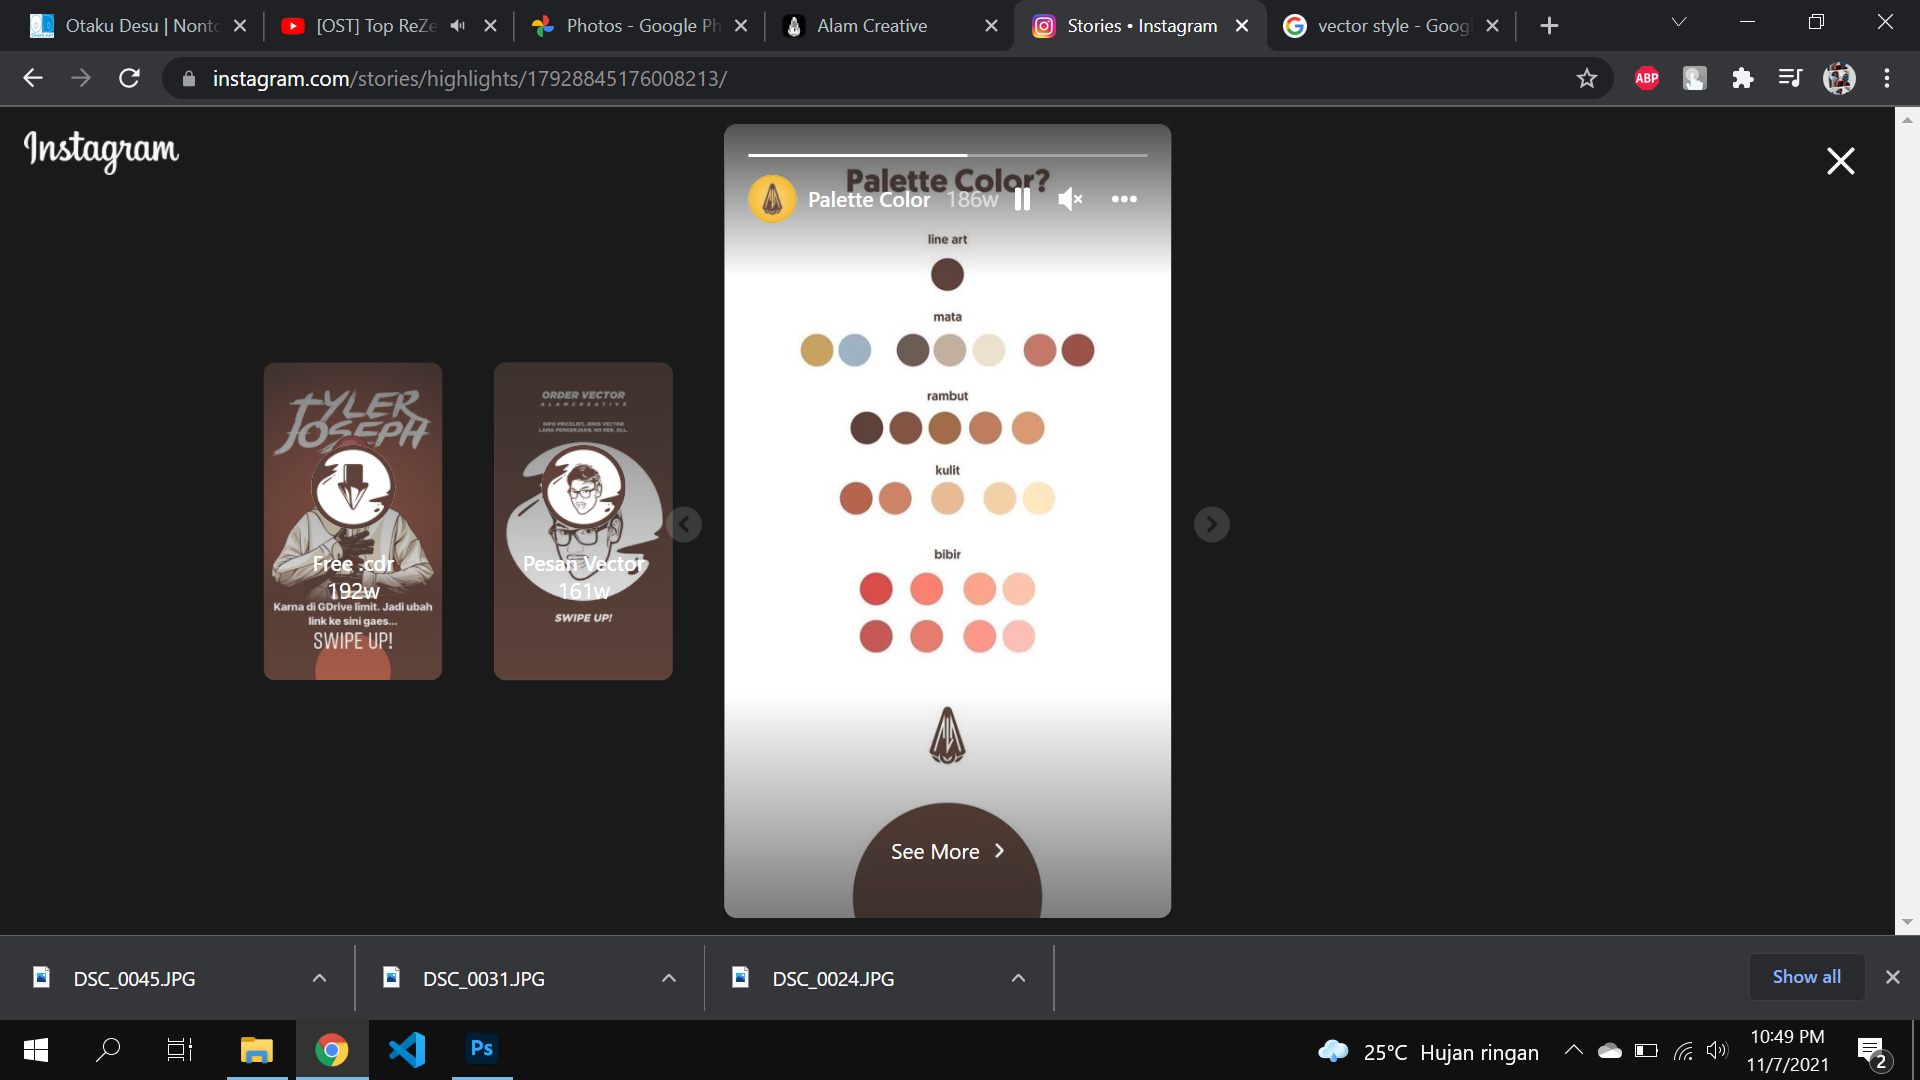 Otaku Desu | Nonto
[OST] Top ReZe
Photos - Google Ph
Alam Creative
Stories • Instagram
vector style - Googl
instagram.com/stories/highlights/17928845176008213/
ABP
Instagram
Palette Color?
Palette Color 186w
line art
mata
rambut
kulit
bibir
See More
TYLER
JOSEPH
Free .cdr
192w
Karna di GDrive limit. Jadi ubah
link ke sini gaes...
SWIPE UP!
ORDER VECTOR
ALAMCREATIVE
INFO PRICELIST, JENIS VECTOR
LAMA PENGERJAAN, NO REK. DLL.
Pesan Vector
161w
SWIPE UP!
DSC_0045.JPG
DSC_0031.JPG
DSC_0024.JPG
Show all
Ps
25°C Hujan ringan
10:49 PM
11/7/2021
2